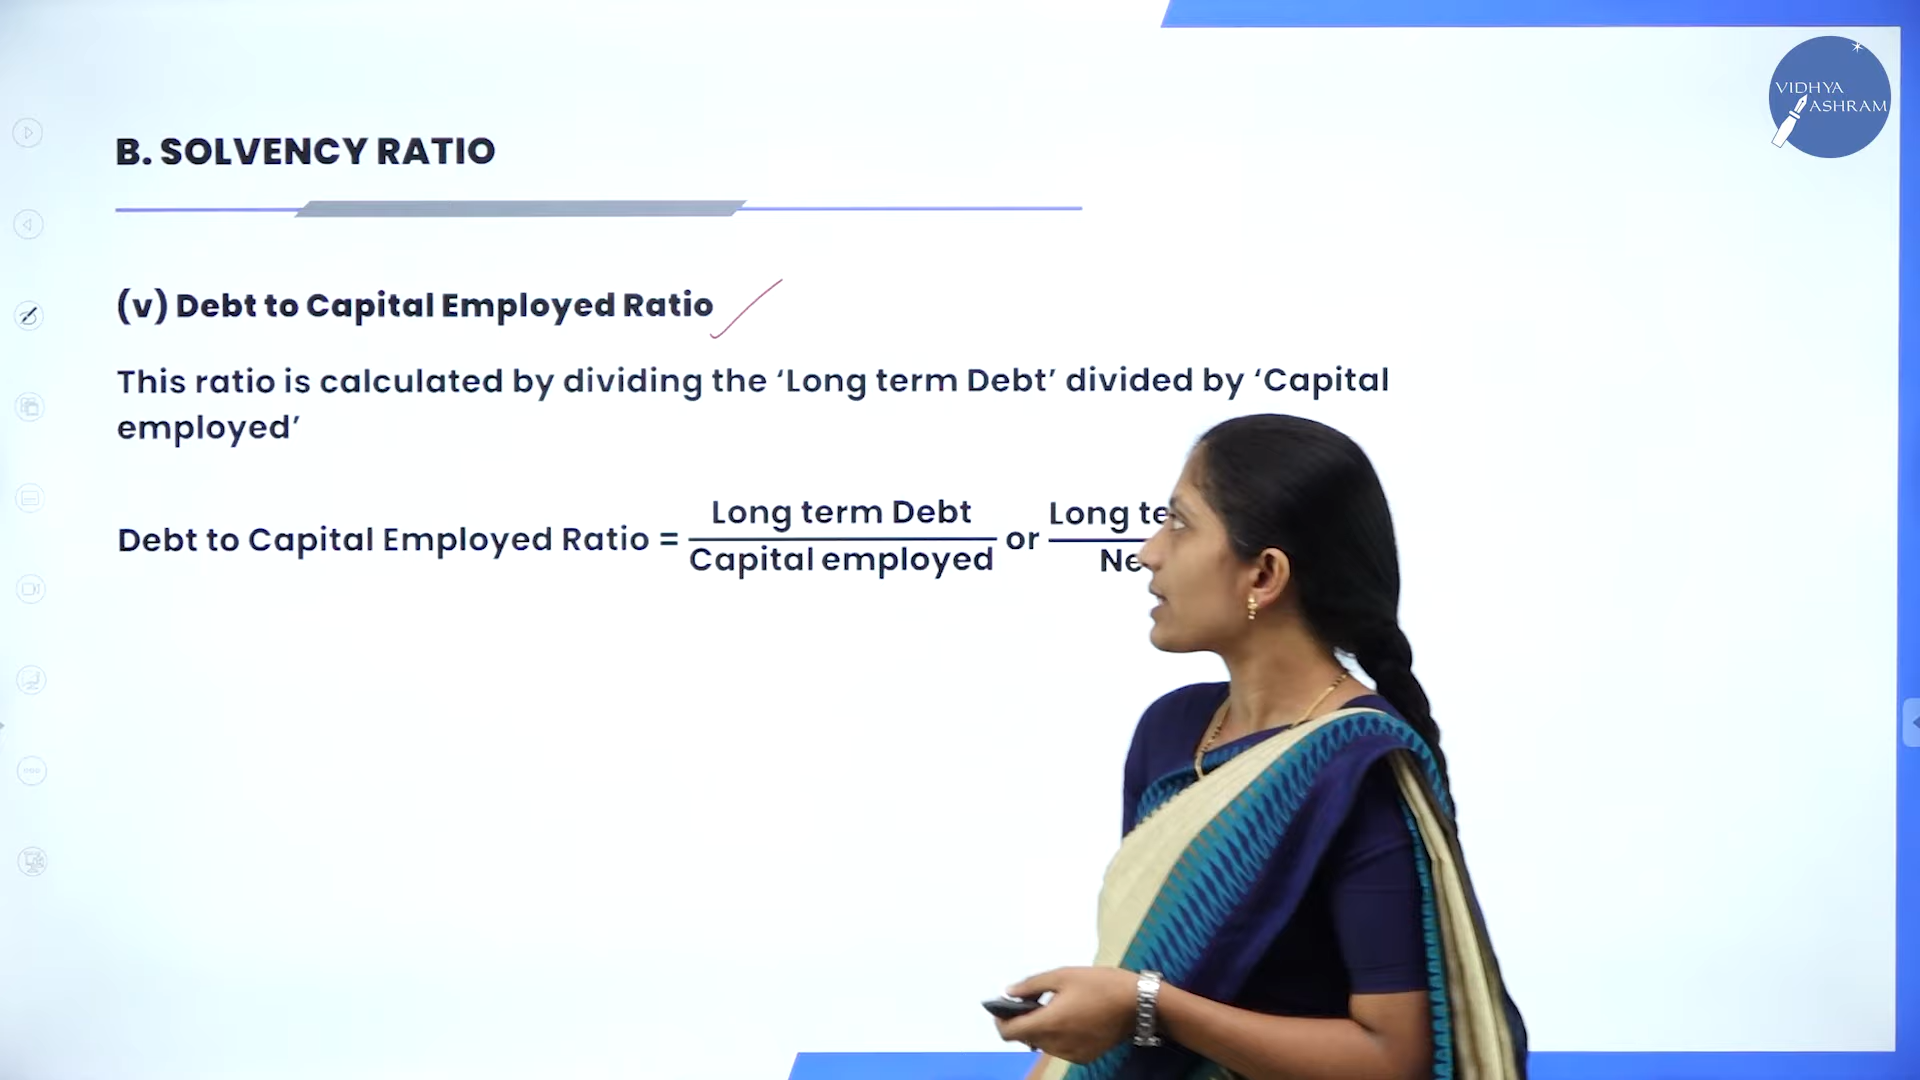 VIDHYA
ASHRAM
B. SOLVENCY RATIO
(v) Debt to Capital Employed Ratio
This ratio is calculated by dividing the ‘Long term Debt’ divided by ‘Capital
employed’
Debt to Capital Employed Ratio = Long term Debt / Capital employed or Long